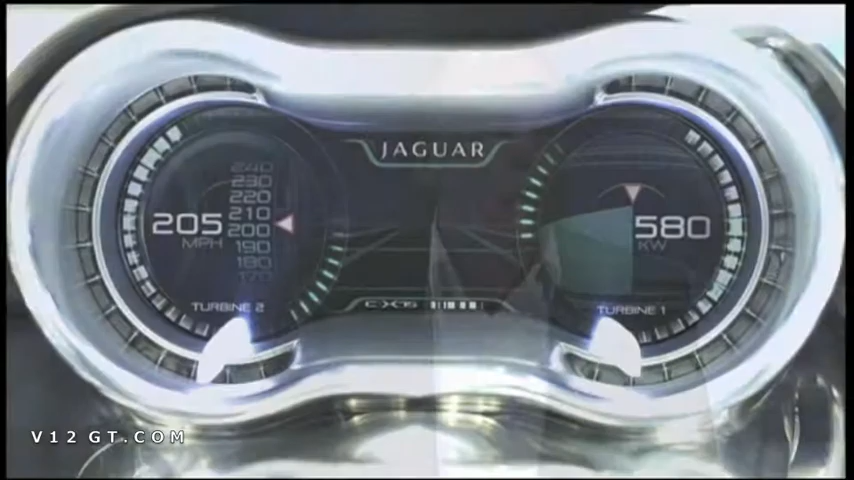 JAGUAR
205
MPH
240
230
220
210
200
190
180
170
580
KW
TURBINE 2
C-X75
TURBINE 1
V12 GT.COM